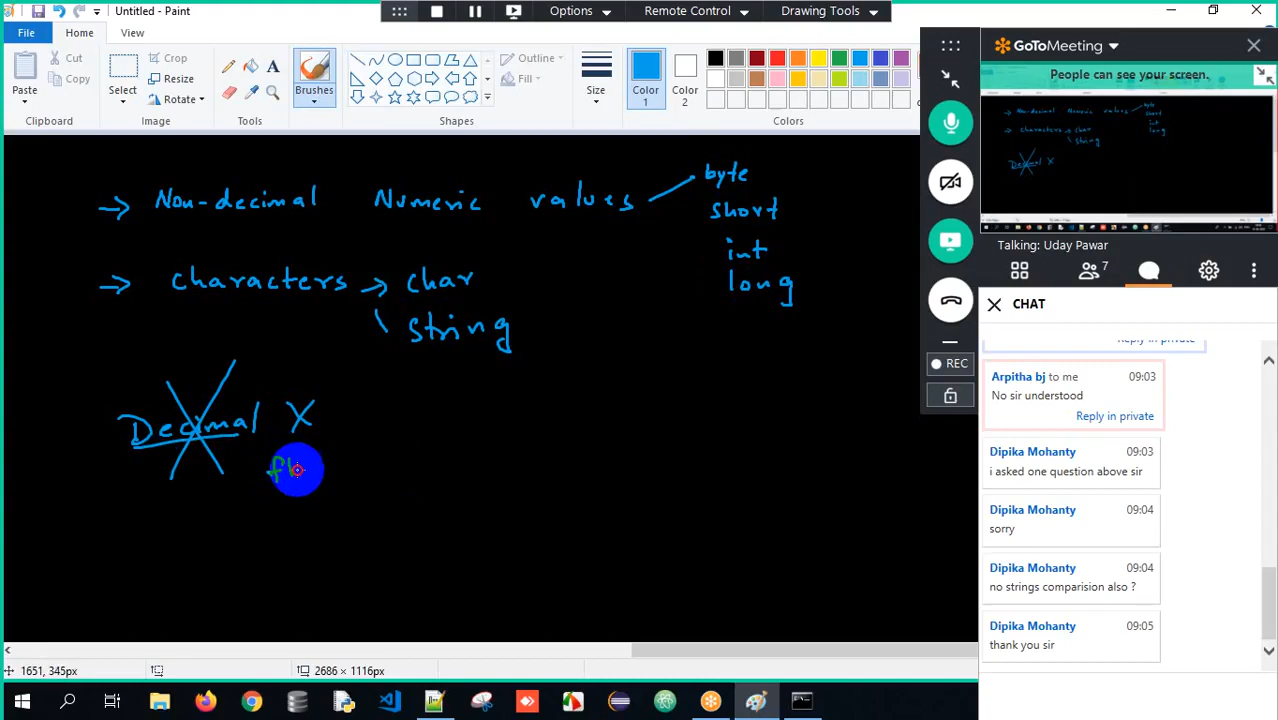 Untitled - Paint
Options
Remote Control
Drawing Tools
File
Home
View
Paste
Cut
Copy
Clipboard
Select
Crop
Resize
Rotate
Image
A
Tools
Brushes
Outline
Fill
Shapes
Size
Color 1
Color 2
Colors
GoToMeeting
People can see your screen.
→ Non-decimal Numeric values byte
short
int
long
→ characters → char
string
Decimal X
Talking: Uday Pawar
7
REC
CHAT
Reply in private
Arpitha bj to me 09:03
No sir understood
Reply in private
Dipika Mohanty 09:03
i asked one question above sir
Dipika Mohanty 09:04
sorry
Dipika Mohanty 09:04
no strings comparision also ?
Dipika Mohanty 09:05
thank you sir
1651, 345px
2686 × 1116px